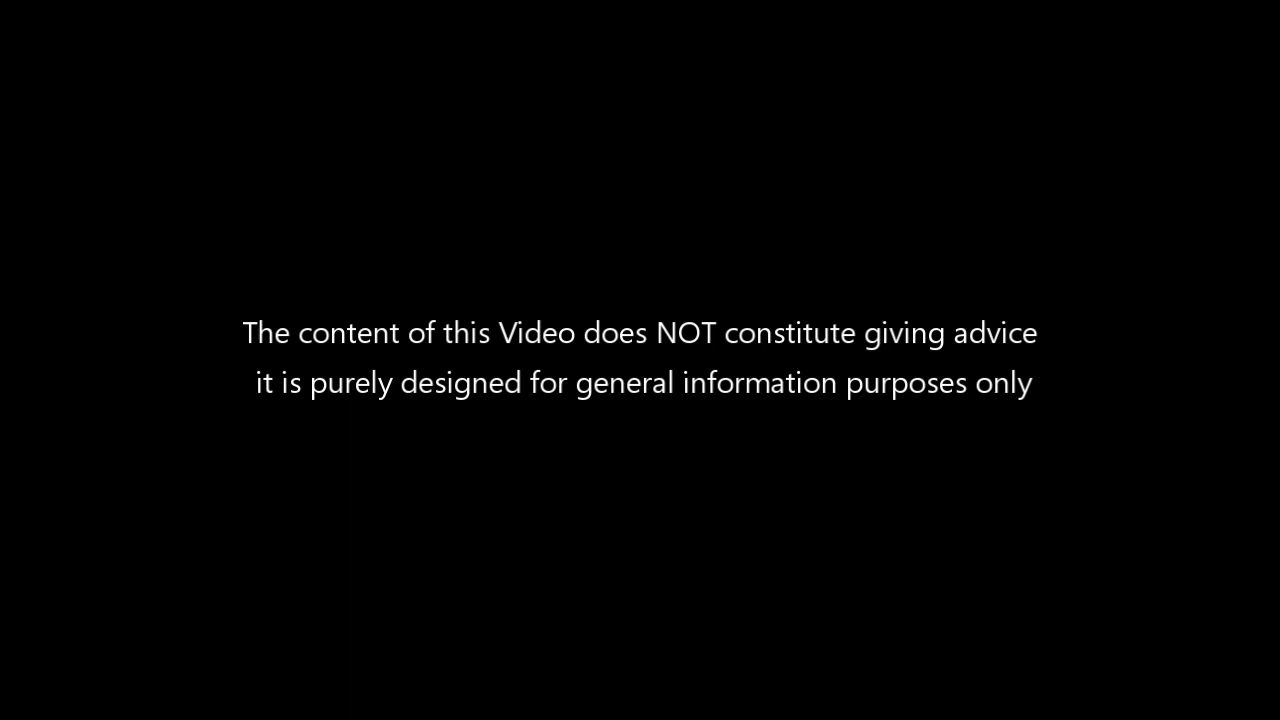 The content of this Video does NOT constitute giving advice
it is purely designed for general information purposes only